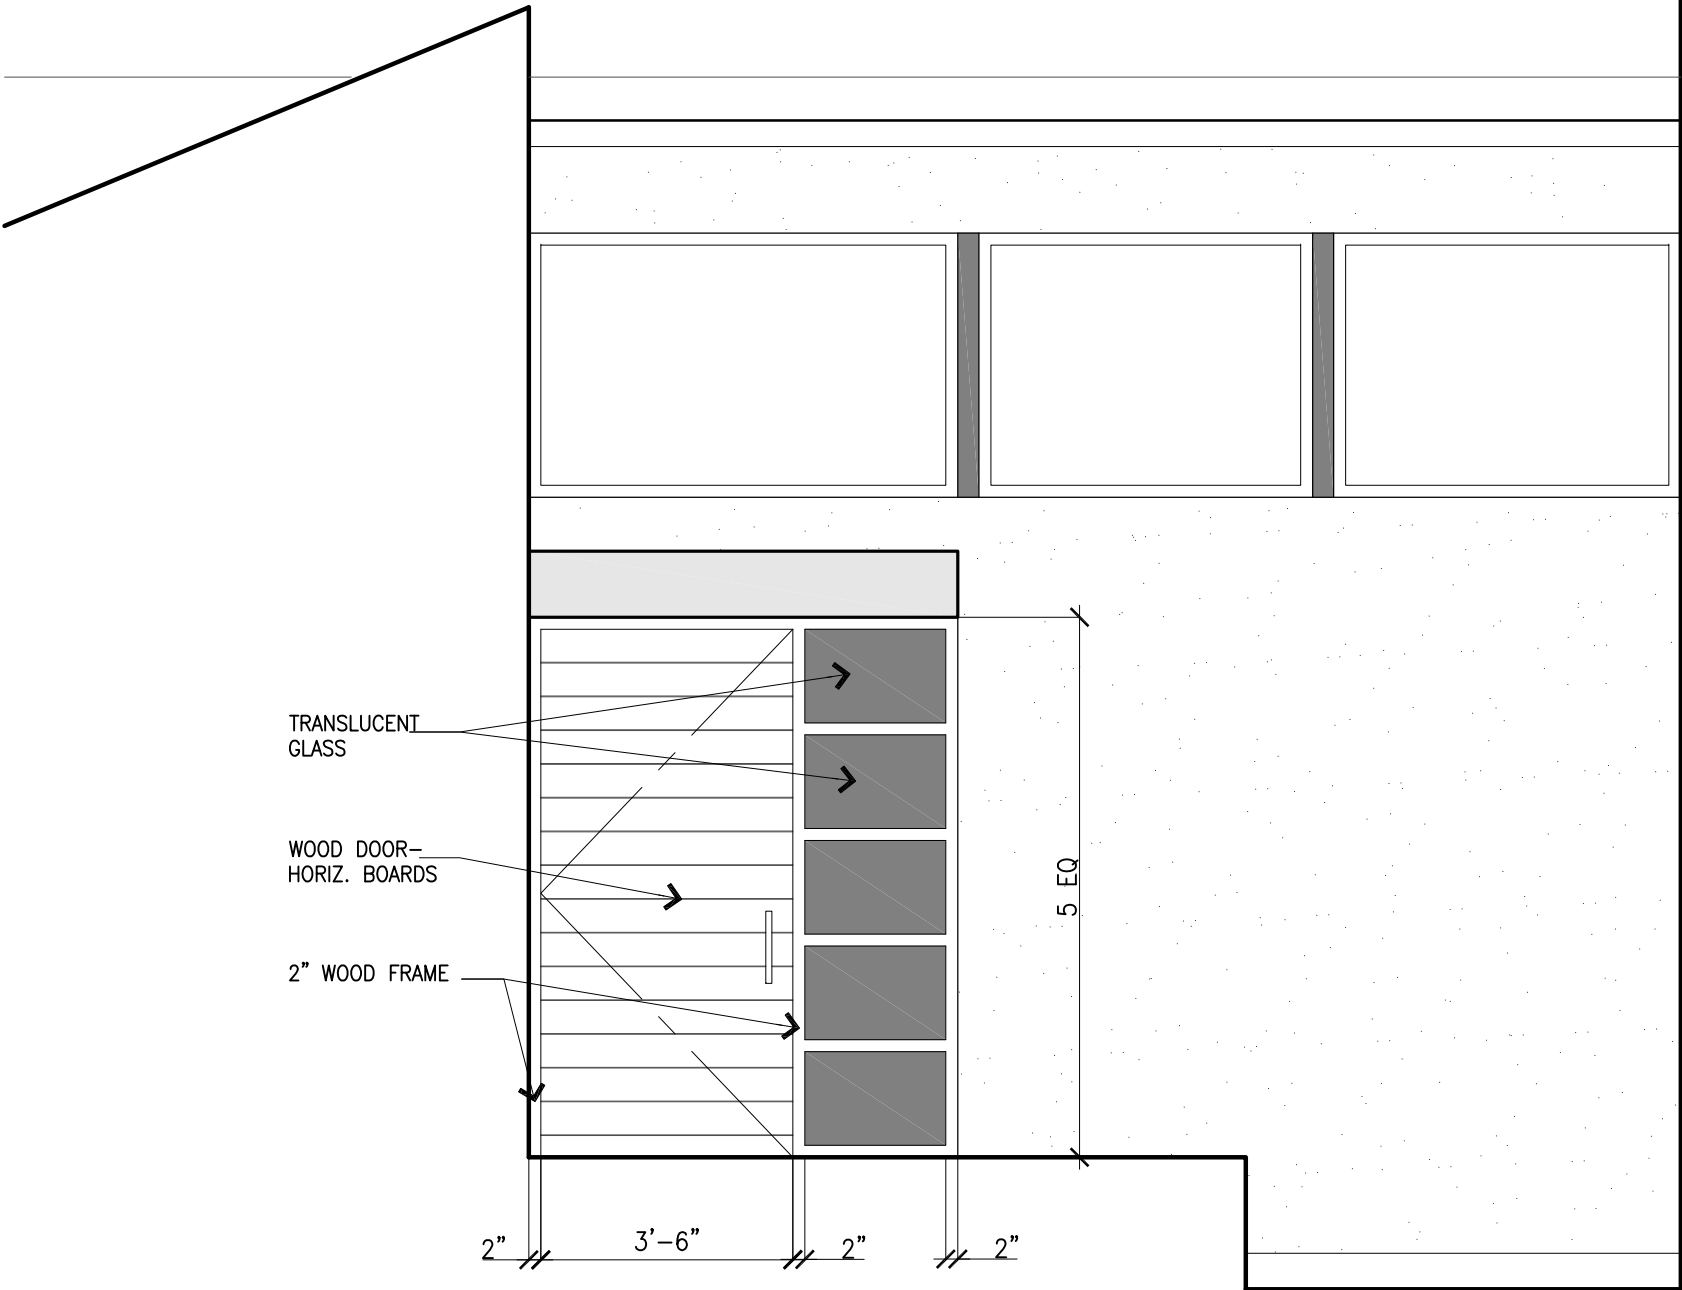 TRANSLUCENT
GLASS
WOOD DOOR-
HORIZ. BOARDS
2" WOOD FRAME
5 EQ
2"
3'-6"
2"
2"